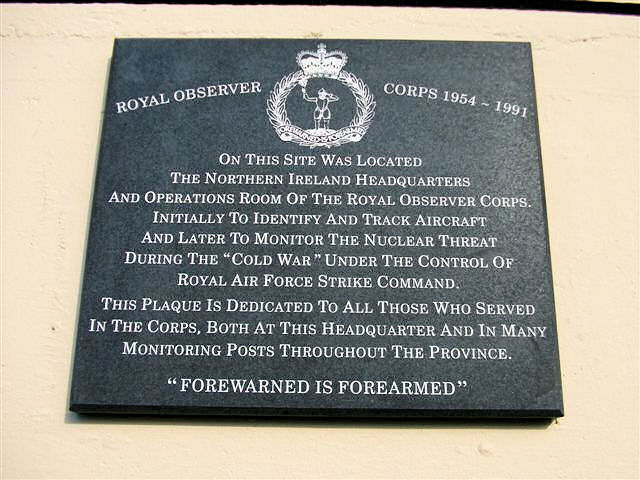 ROYAL OBSERVER CORPS 1954 ~ 1991
FOREWARNED IS FOREARMED
ON THIS SITE WAS LOCATED
THE NORTHERN IRELAND HEADQUARTERS
AND OPERATIONS ROOM OF THE ROYAL OBSERVER CORPS.
INITIALLY TO IDENTIFY AND TRACK AIRCRAFT
AND LATER TO MONITOR THE NUCLEAR THREAT
DURING THE “COLD WAR” UNDER THE CONTROL OF
ROYAL AIR FORCE STRIKE COMMAND.
THIS PLAQUE IS DEDICATED TO ALL THOSE WHO SERVED
IN THE CORPS, BOTH AT THIS HEADQUARTER AND IN MANY
MONITORING POSTS THROUGHOUT THE PROVINCE.
“FOREWARNED IS FOREARMED”